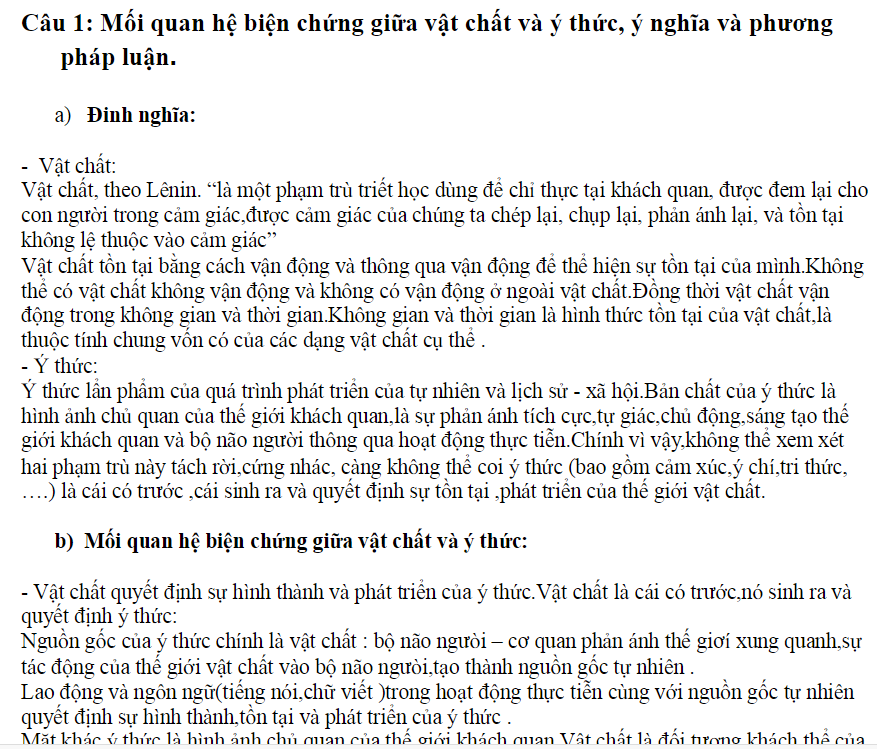 Câu 1: Mối quan hệ biện chứng giữa vật chất và ý thức, ý nghĩa và phương
pháp luận.
a) Đinh nghĩa:
- Vật chất:
Vật chất, theo Lênin. “là một phạm trù triết học dùng để chỉ thực tại khách quan, được đem lại cho
con người trong cảm giác,được cảm giác của chúng ta chép lại, chụp lại, phản ánh lại, và tồn tại
không lệ thuộc vào cảm giác”
Vật chất tồn tại bằng cách vận động và thông qua vận động để thể hiện sự tồn tại của mình.Không
thể có vật chất không vận động và không có vận động ở ngoài vật chất.Đồng thời vật chất vận
động trong không gian và thời gian.Không gian và thời gian là hình thức tồn tại của vật chất,là
thuộc tính chung vốn có của các dạng vật chất cụ thể .
- Ý thức:
Ý thức lẩn phẩm của quá trình phát triển của tự nhiên và lịch sử - xã hội.Bản chất của ý thức là
hình ảnh chủ quan của thế giới khách quan,là sự phản ánh tích cực,tự giác,chủ động,sáng tạo thế
giới khách quan và bộ não người thông qua hoạt động thực tiễn.Chính vì vậy,không thể xem xét
hai phạm trù này tách rời,cứng nhác, càng không thể coi ý thức (bao gồm cảm xúc,ý chí,tri thức,
….) là cái có trước ,cái sinh ra và quyết định sự tồn tại ,phát triển của thế giới vật chất.
b) Mối quan hệ biện chứng giữa vật chất và ý thức:
- Vật chất quyết định sự hình thành và phát triển của ý thức.Vật chất là cái có trước,nó sinh ra và
quyết định ý thức:
Nguồn gốc của ý thức chính là vật chất : bộ não ngưòi – cơ quan phản ánh thế giơí xung quanh,sự
tác động của thế giới vật chất vào bộ não ngưòi,tạo thành nguồn gốc tự nhiên .
Lao động và ngôn ngữ(tiếng nói,chữ viết )trong hoạt động thực tiễn cùng với nguồn gốc tự nhiên
quyết định sự hình thành,tồn tại và phát triển của ý thức .
Mặt khác,ý thức là hình ảnh chủ quan của thế giới khách quan.Vật chất là đối tượng,khách thể của